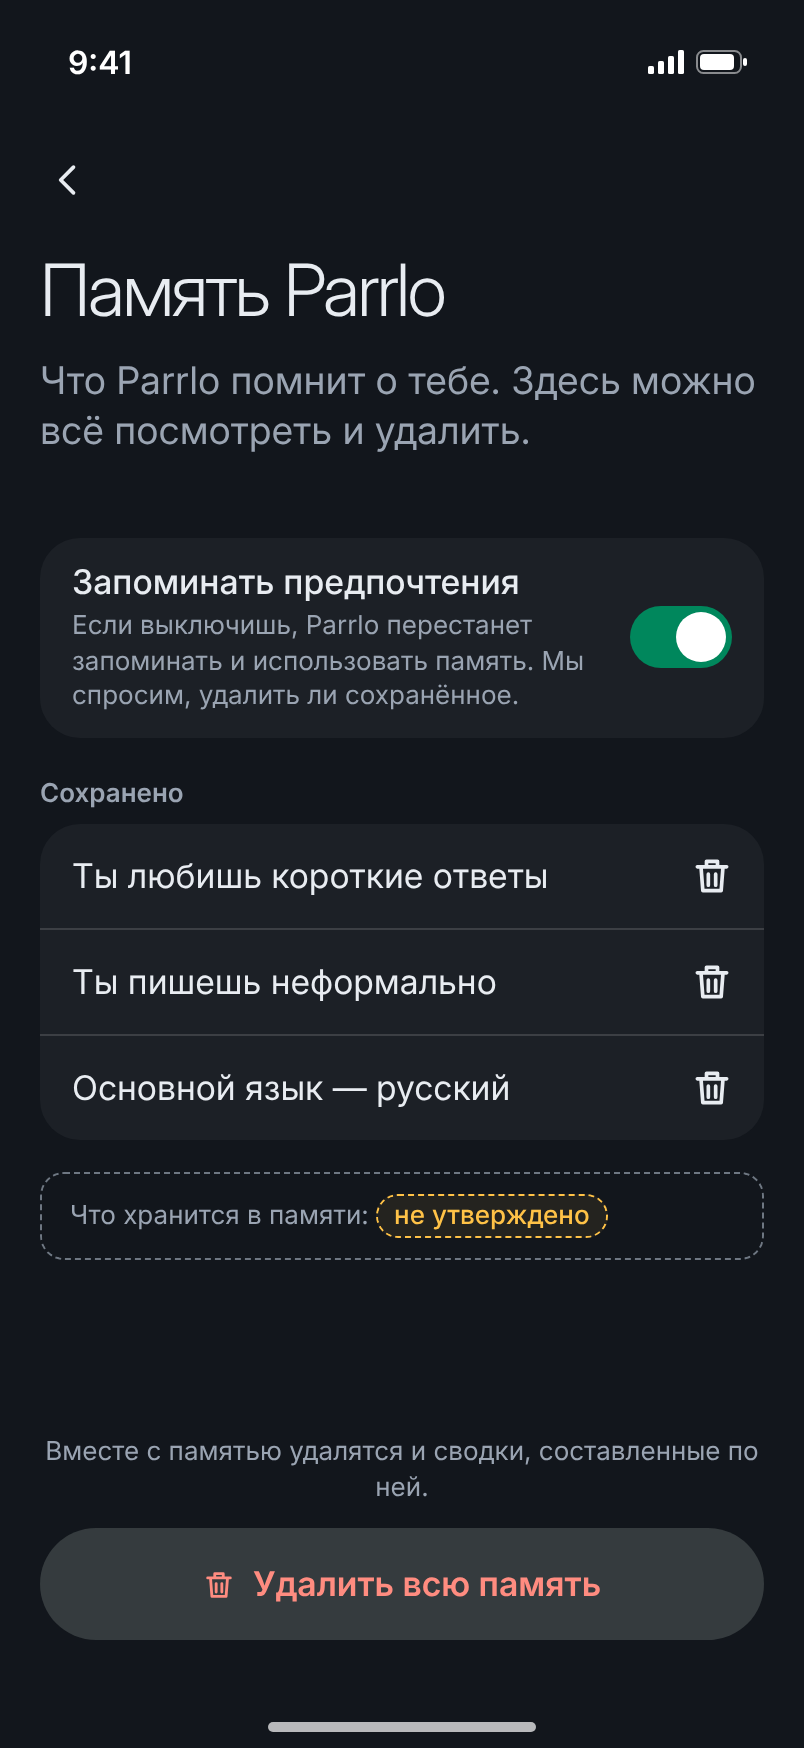 9:41
Память Parrlo
Что Parrlo помнит о тебе. Здесь можно
всё посмотреть и удалить.
Запоминать предпочтения
Если выключишь, Parrlo перестанет
запоминать и использовать память. Мы
спросим, удалить ли сохранённое.
Сохранено
Ты любишь короткие ответы
Ты пишешь неформально
Основной язык — русский
Что хранится в памяти: не утверждено
Вместе с памятью удалятся и сводки, составленные по
ней.
Удалить всю память